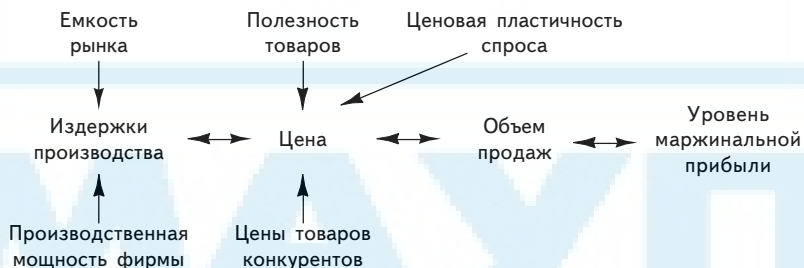 Емкость
рынка
Полезность
товаров
Ценовая пластичность
спроса
Издержки
производства
Цена
Объем
продаж
Уровень
маржинальной
прибыли
Производственная
мощность фирмы
Цены товаров
конкурентов
МАУП